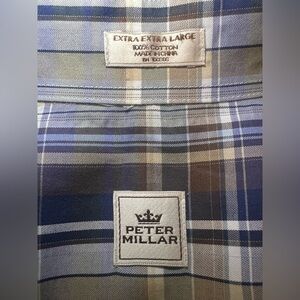 EXTRA EXTRA LARGE
100% COTTON
MADE IN CHINA
PETER
MILLAR